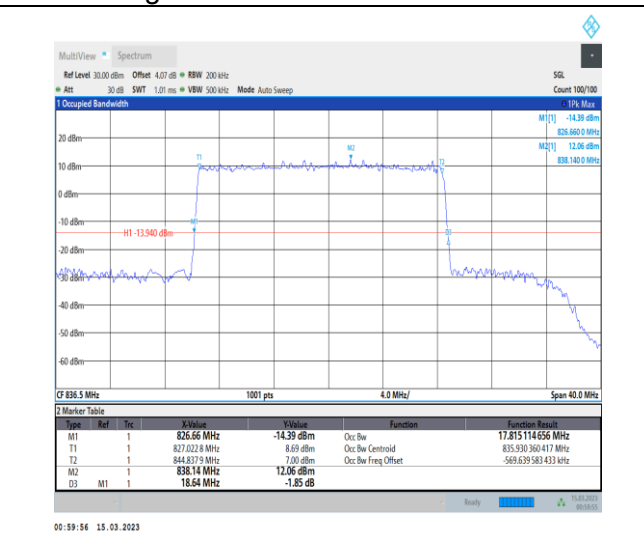 MultiView Spectrum
Ref Level 30.00 dBm Offset 4.07 dB RBW 200 kHz SGL
Att 30 dB SWT 1.01 ms VBW 500 kHz Mode Auto Sweep Count 100/100
1 Occupied Bandwidth 1Pk Max
M1[1] -14.39 dBm
826.660 0 MHz
M2[1] 12.06 dBm
838.140 0 MHz
20 dBm
M2
T1 T2
10 dBm
0 dBm
-10 dBm
M1
H1 -13.940 dBm D3
-20 dBm
-30 dBm
-40 dBm
-50 dBm
-60 dBm
CF 836.5 MHz 1001 pts 4.0 MHz/ Span 40.0 MHz
2 Marker Table
Type Ref Trc X-Value Y-Value Function Function Result
M1 1 826.66 MHz -14.39 dBm Occ Bw 17.815 114 656 MHz
T1 1 827.022 8 MHz 8.69 dBm Occ Bw Centroid 835.930 360 417 MHz
T2 1 844.837 9 MHz 7.00 dBm Occ Bw Freq Offset -569.639 583 433 kHz
M2 1 838.14 MHz 12.06 dBm
D3 M1 1 18.64 MHz -1.85 dB
Ready 15.03.2023
00:59:55
00:59:56 15.03.2023